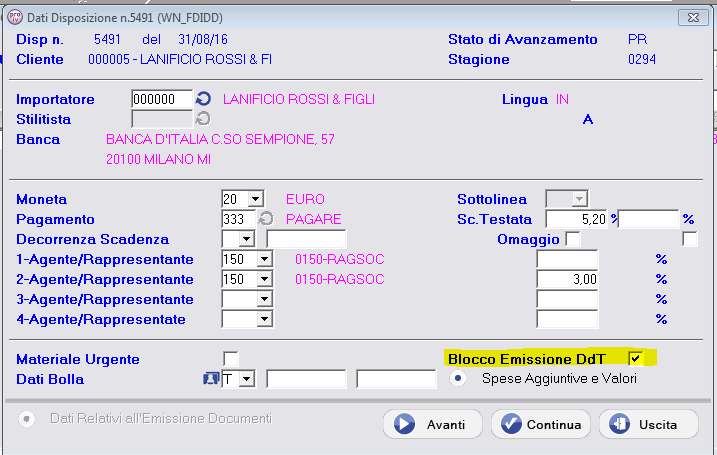 Dati Disposizione n.5491 (WN_FDIDD)
Disp n. 5491 del 31/08/16 Stato di Avanzamento PR
Cliente 000005 - LANIFICIO ROSSI & FI Stagione 0294
Importatore 000000 LANIFICIO ROSSI & FIGLI Lingua IN
Stilitista A
Banca BANCA D'ITALIA C.SO SEMPIONE, 57
20100 MILANO MI
Moneta 20 EURO Sottolinea
Pagamento 333 PAGARE Sc.Testata 5,20 % %
Decorrenza Scadenza Omaggio
1-Agente/Rappresentante 150 0150-RAGSOC %
2-Agente/Rappresentante 150 0150-RAGSOC 3,00 %
3-Agente/Rappresentante %
4-Agente/Rappresentate %
Materiale Urgente Blocco Emissione DdT
Dati Bolla T Spese Aggiuntive e Valori
Dati Relativi all'Emissione Documenti Avanti Continua Uscita